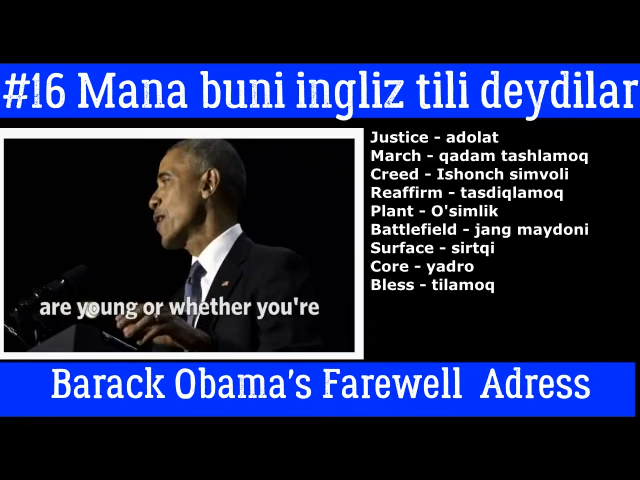 #16 Mana buni ingliz tili deydilar
Justice - adolat
March - qadam tashlamoq
Creed - Ishonch simvoli
Reaffirm - tasdiqlamoq
Plant - O'simlik
Battlefield - jang maydoni
Surface - sirtqi
Core - yadro
Bless - tilamoq
are young or whether you're
Barack Obama's Farewell Adress